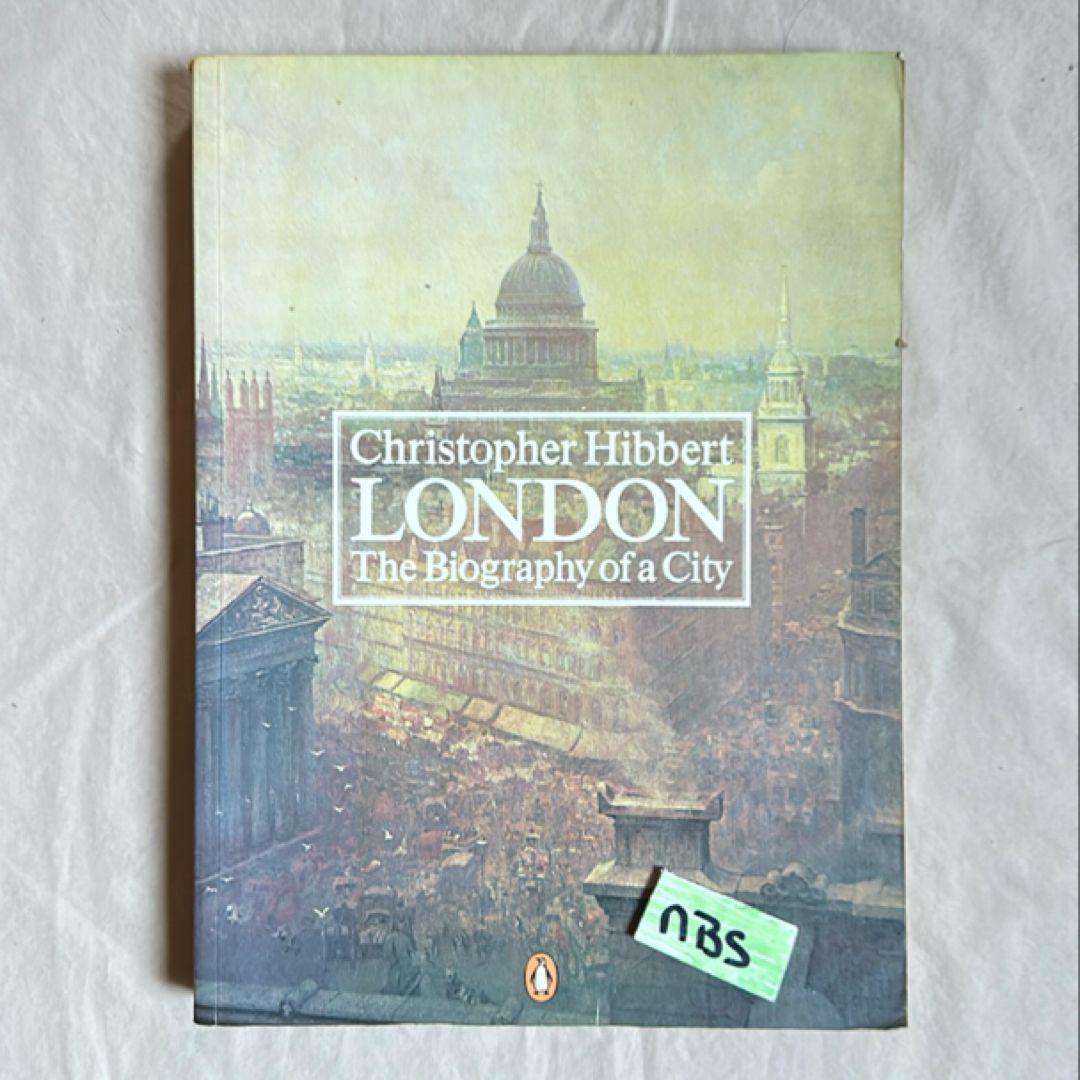 Christopher Hibbert
LONDON
The Biography of a City
nBS